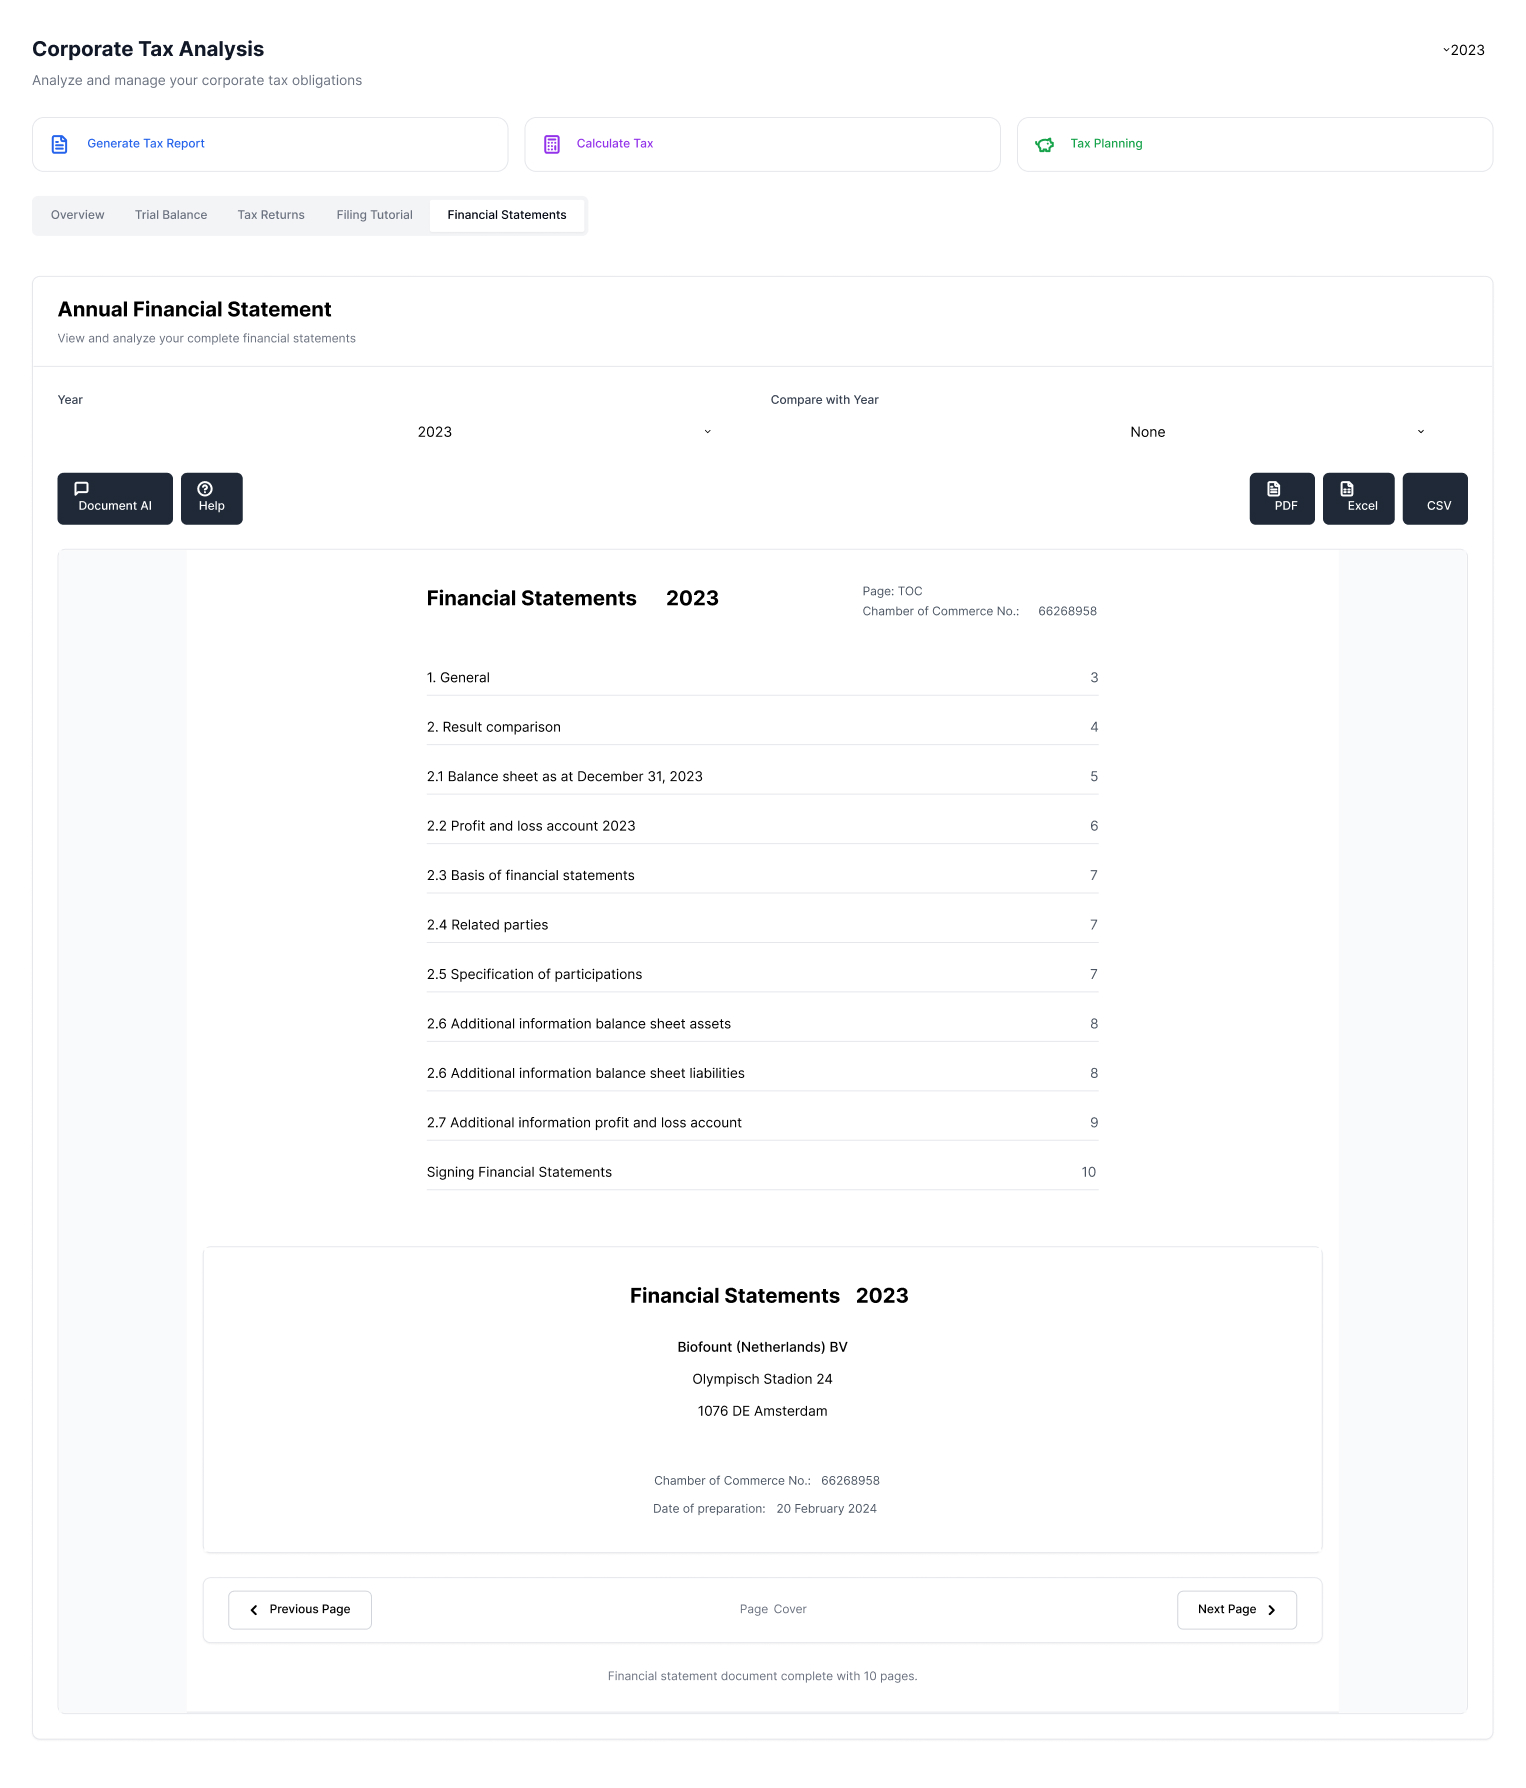 Corporate Tax Analysis
2023
Analyze and manage your corporate tax obligations
Generate Tax Report
Calculate Tax
Tax Planning
Overview
Trial Balance
Tax Returns
Filing Tutorial
Financial Statements
Annual Financial Statement
View and analyze your complete financial statements
Year
Compare with Year
2023
None
Document AI
Help
PDF
Excel
CSV
Financial Statements 2023
Page: TOC
Chamber of Commerce No.: 66268958
1. General 3
2. Result comparison 4
2.1 Balance sheet as at December 31, 2023 5
2.2 Profit and loss account 2023 6
2.3 Basis of financial statements 7
2.4 Related parties 7
2.5 Specification of participations 7
2.6 Additional information balance sheet assets 8
2.6 Additional information balance sheet liabilities 8
2.7 Additional information profit and loss account 9
Signing Financial Statements 10
Financial Statements 2023
Biofount (Netherlands) BV
Olympisch Stadion 24
1076 DE Amsterdam
Chamber of Commerce No.: 66268958
Date of preparation: 20 February 2024
Previous Page
Page Cover
Next Page
Financial statement document complete with 10 pages.